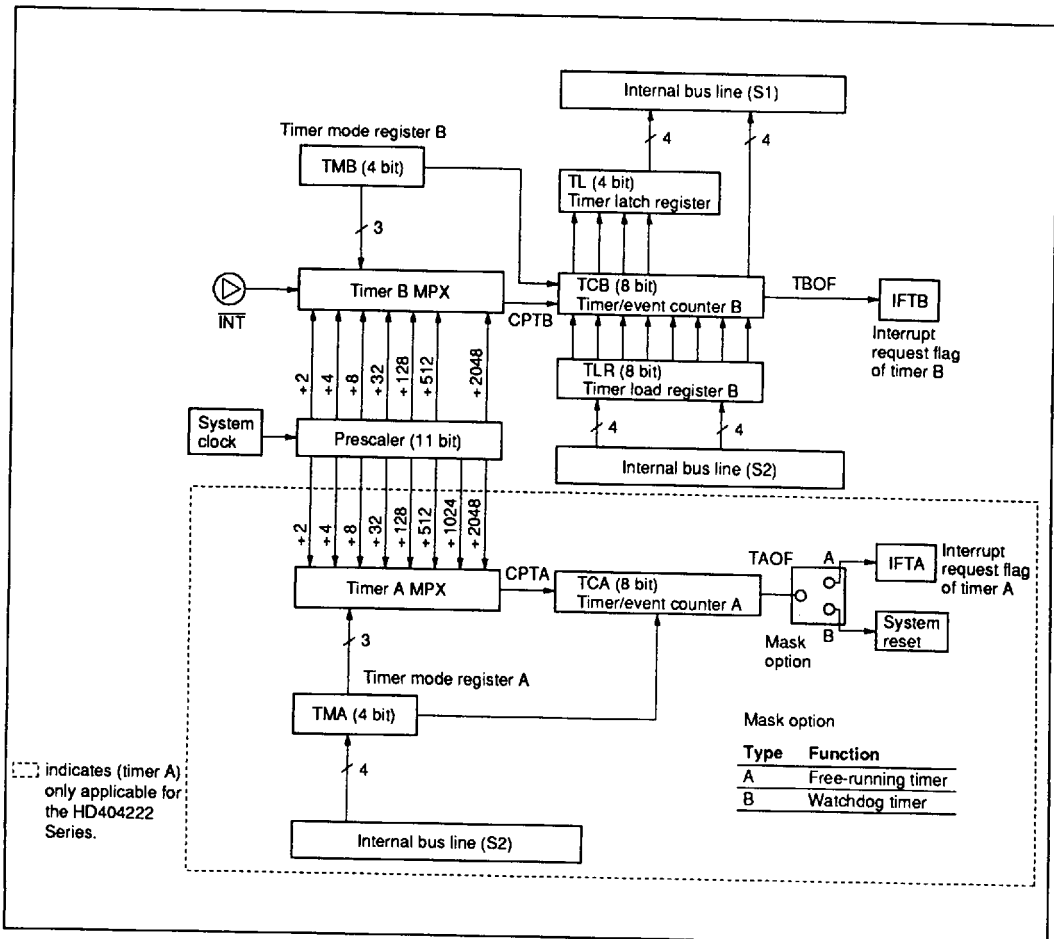 Internal bus line (S1)
4
4
Timer mode register B
TMB (4 bit)
TL (4 bit)
Timer latch register
3
INT
Timer B MPX
CPTB
TCB (8 bit)
Timer/event counter B
TBOF
IFTB
Interrupt
request flag
of timer B
÷2
÷4
÷8
÷32
÷128
÷512
÷2048
TLR (8 bit)
Timer load register B
4
4
System
clock
Prescaler (11 bit)
Internal bus line (S2)
÷2
÷4
÷8
÷32
÷128
÷512
÷1024
÷2048
Timer A MPX
CPTA
TCA (8 bit)
Timer/event counter A
TAOF
A
B
Mask
option
IFTA
Interrupt
request flag
of timer A
System
reset
3
Timer mode register A
TMA (4 bit)
4
Internal bus line (S2)
Mask option
Type Function
A Free-running timer
B Watchdog timer
indicates (timer A)
only applicable for
the HD404222
Series.